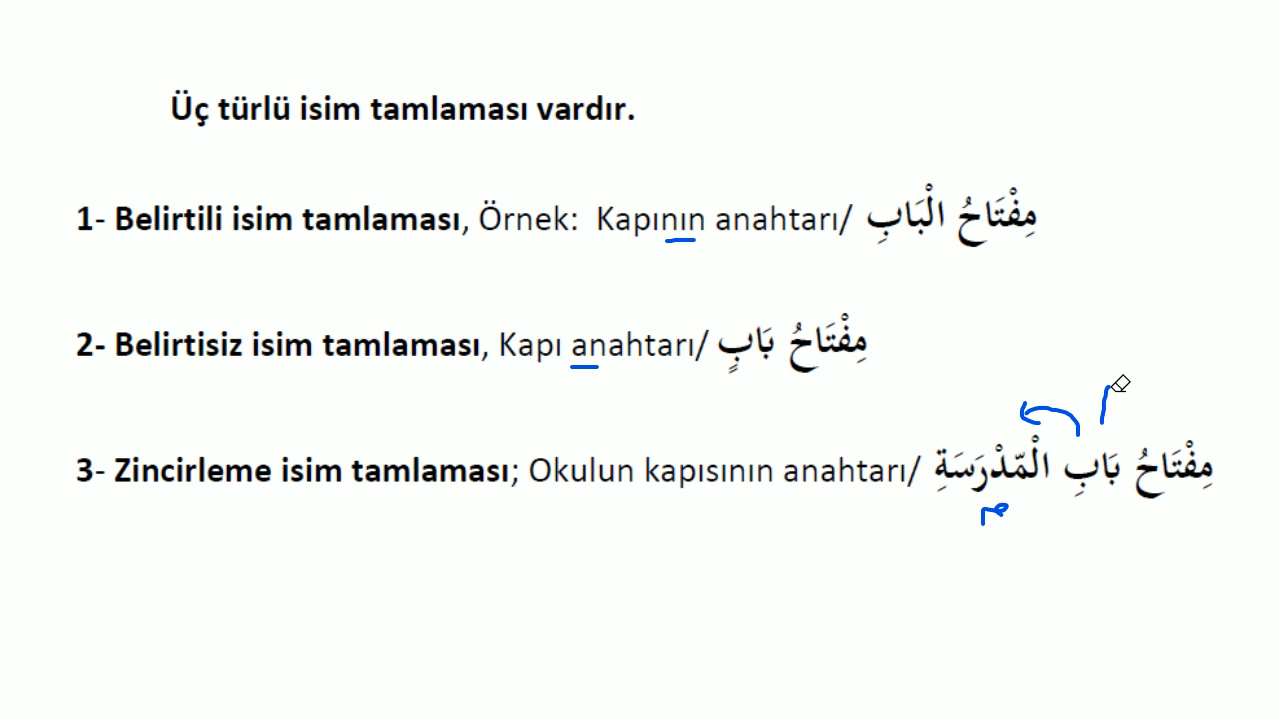 Üç türlü isim tamlaması vardır.
1- Belirtili isim tamlaması, Örnek: Kapının anahtarı/ مِفْتَاحُ الْبَابِ
2- Belirtisiz isim tamlaması, Kapı anahtarı/ مِفْتَاحُ بَابٍ
3- Zincirleme isim tamlaması; Okulun kapısının anahtarı/ مِفْتَاحُ بَابِ الْمّدْرَسَةِ